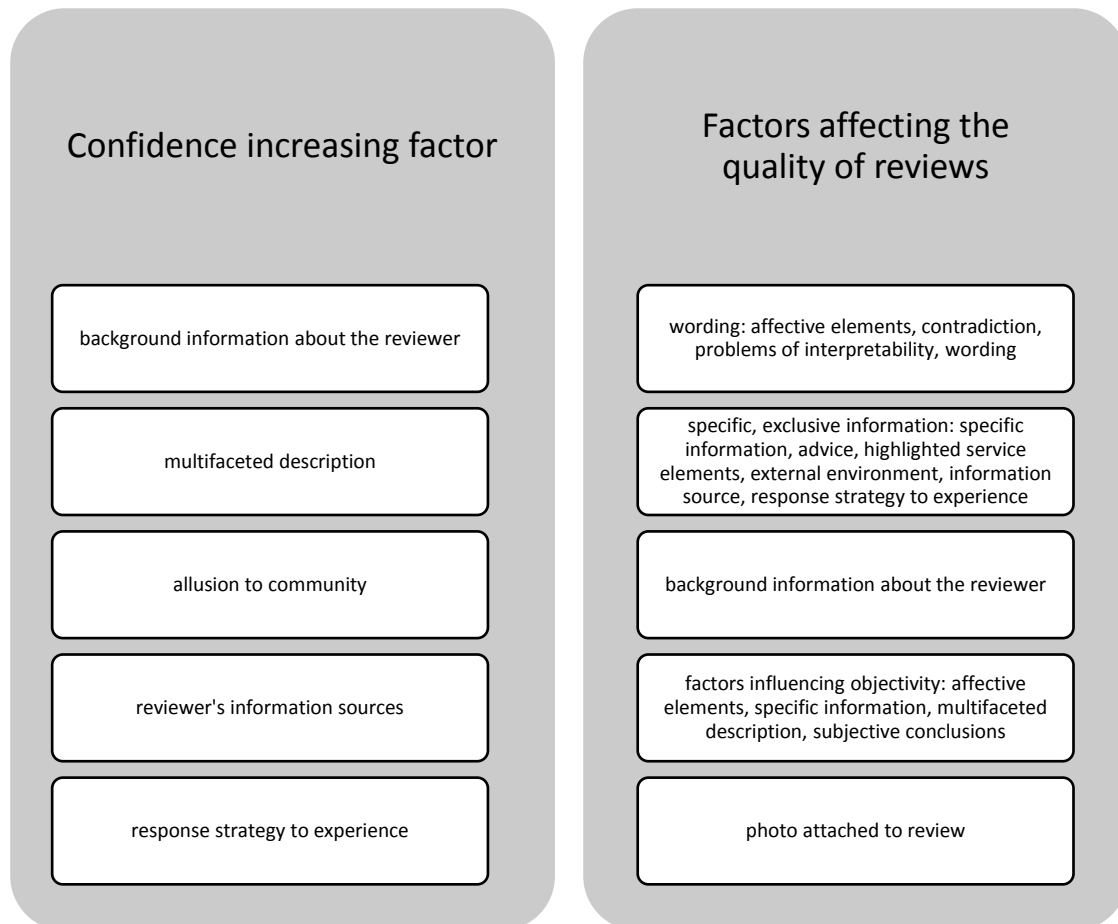 Confidence increasing factor
background information about the reviewer
multifaceted description
allusion to community
reviewer's information sources
response strategy to experience
Factors affecting the
quality of reviews
wording: affective elements, contradiction,
problems of interpretability, wording
specific, exclusive information: specific
information, advice, highlighted service
elements, external environment, information
source, response strategy to experience
background information about the reviewer
factors influencing objectivity: affective
elements, specific information, multifaceted
description, subjective conclusions
photo attached to review